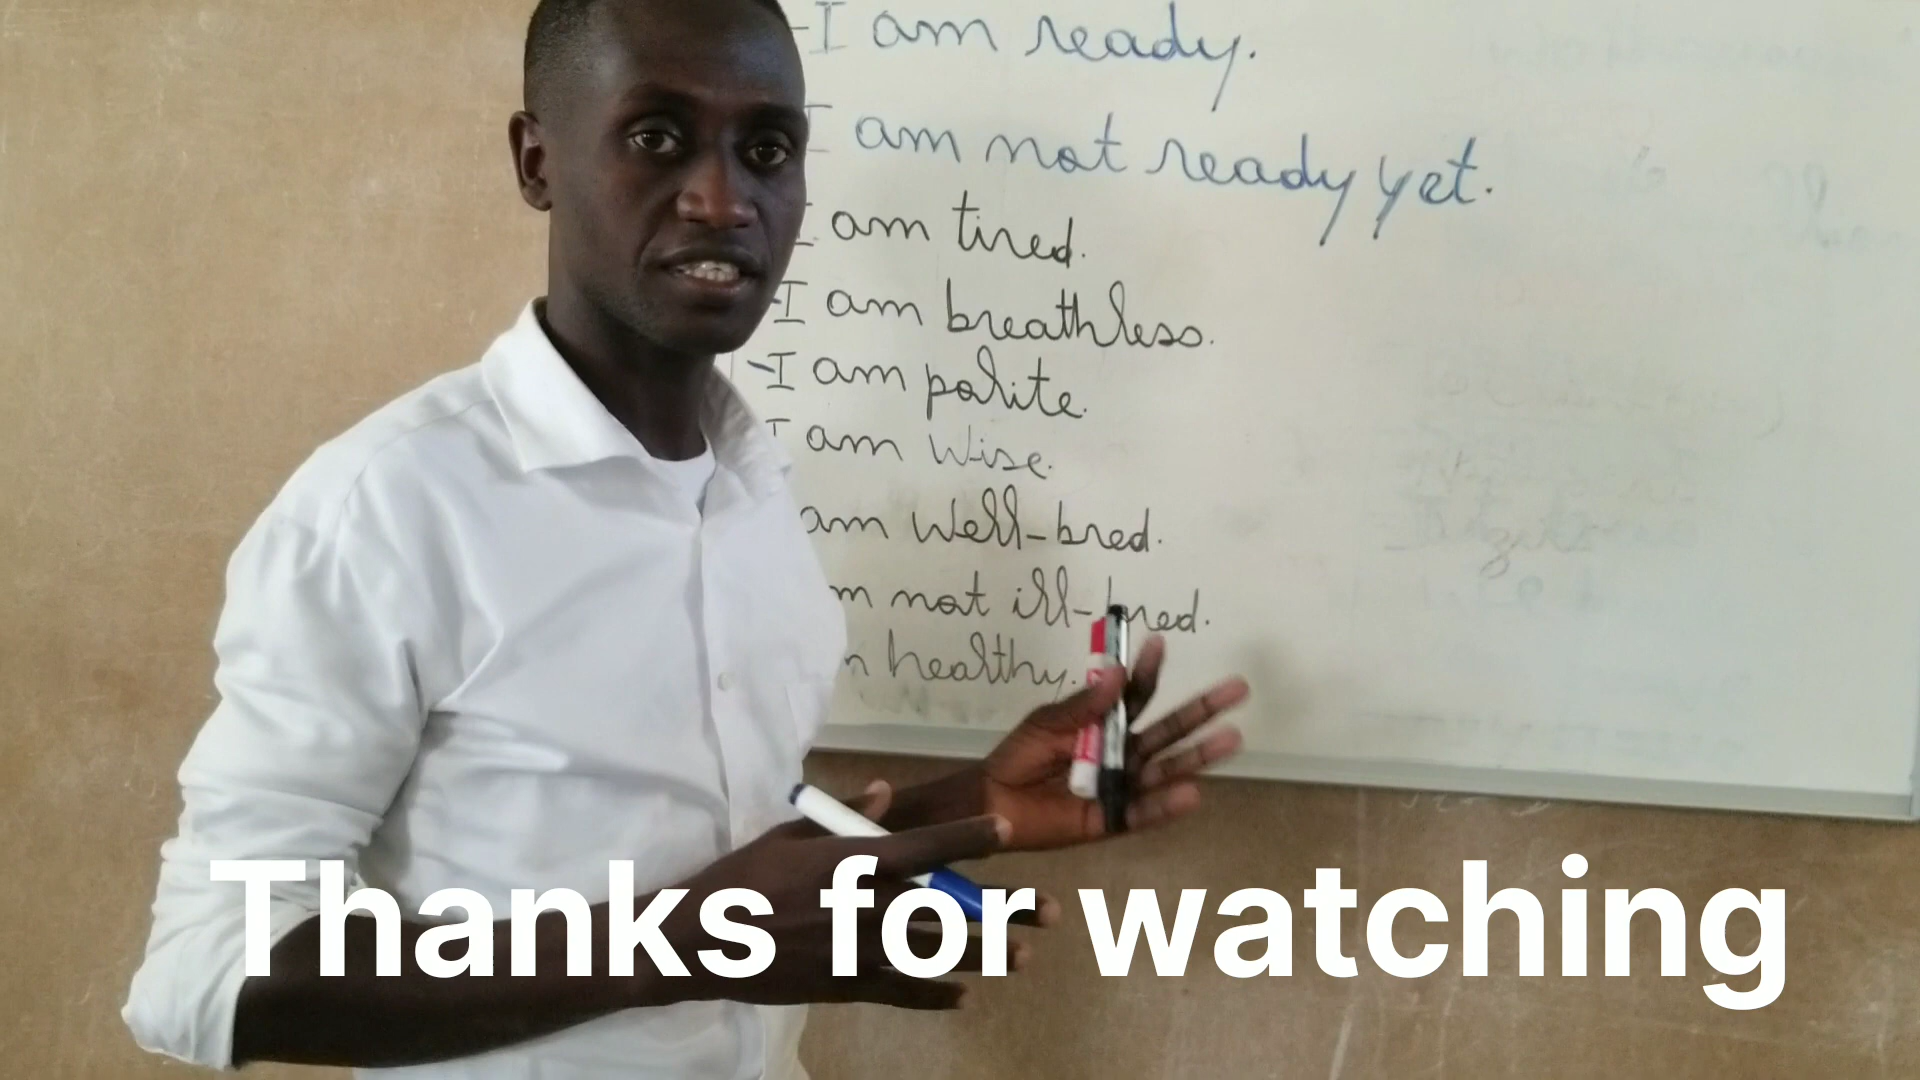 -I am ready.
I am not ready yet.
I am tired.
-I am breathless.
-I am polite.
I am Wise.
am Well-bred.
m not ill-bred.
n healthy.
Thanks for watching